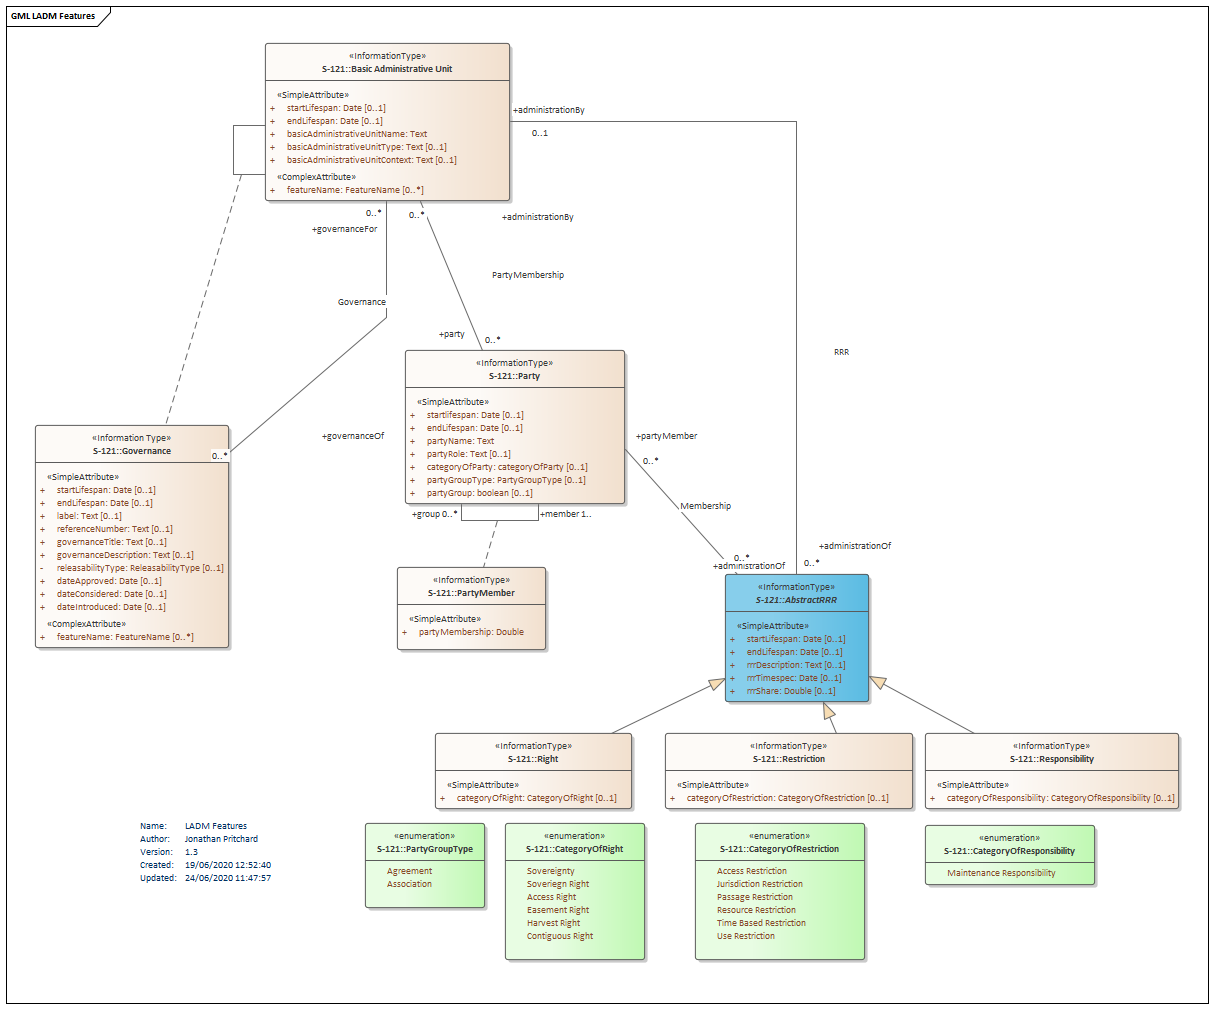 GML LADM Features
«InformationType»
S-121::Basic Administrative Unit
«SimpleAttribute»
+ startLifespan: Date [0..1]
+ endLifespan: Date [0..1]
+ basicAdministrativeUnitName: Text
+ basicAdministrativeUnitType: Text [0..1]
+ basicAdministrativeUnitContext: Text [0..1]
«ComplexAttribute»
+ featureName: FeatureName [0..*]
+administrationBy
0..1
0..*
+governanceFor
0..*
+administrationBy
PartyMembership
Governance
+party
0..*
RRR
«InformationType»
S-121::Party
«SimpleAttribute»
+ startlifespan: Date [0..1]
+ endLifespan: Date [0..1]
+ partyName: Text
+ partyRole: Text [0..1]
+ categoryOfParty: categoryOfParty [0..1]
+ partyGroupType: PartyGroupType [0..1]
+ partyGroup: boolean [0..1]
+group 0..*
+member 1..
+governanceOf
0..*
+partyMember
0..*
Membership
0..*
+administrationOf
+administrationOf
0..*
«Information Type»
S-121::Governance
«SimpleAttribute»
+ startLifespan: Date [0..1]
+ endLifespan: Date [0..1]
+ label: Text [0..1]
+ referenceNumber: Text [0..1]
+ governanceTitle: Text [0..1]
+ governanceDescription: Text [0..1]
- releasabilityType: ReleasabilityType [0..1]
+ dateApproved: Date [0..1]
+ dateConsidered: Date [0..1]
+ dateIntroduced: Date [0..1]
«ComplexAttribute»
+ featureName: FeatureName [0..*]
«InformationType»
S-121::PartyMember
«SimpleAttribute»
+ partyMembership: Double
«InformationType»
S-121::AbstractRRR
«SimpleAttribute»
+ startLifespan: Date [0..1]
+ endLifespan: Date [0..1]
+ rrrDescription: Text [0..1]
+ rrrTimespec: Date [0..1]
+ rrrShare: Double [0..1]
«InformationType»
S-121::Right
«SimpleAttribute»
+ categoryOfRight: CategoryOfRight [0..1]
«InformationType»
S-121::Restriction
«SimpleAttribute»
+ categoryOfRestriction: CategoryOfRestriction [0..1]
«InformationType»
S-121::Responsibility
«SimpleAttribute»
+ categoryOfResponsibility: CategoryOfResponsibility [0..1]
Name: LADM Features
Author: Jonathan Pritchard
Version: 1.3
Created: 19/06/2020 12:52:40
Updated: 24/06/2020 11:47:57
«enumeration»
S-121::PartyGroupType
Agreement
Association
«enumeration»
S-121::CategoryOfRight
Sovereignty
Soveriegn Right
Access Right
Easement Right
Harvest Right
Contiguous Right
«enumeration»
S-121::CategoryOfRestriction
Access Restriction
Jurisdiction Restriction
Passage Restriction
Resource Restriction
Time Based Restriction
Use Restriction
«enumeration»
S-121::CategoryOfResponsibility
Maintenance Responsibility